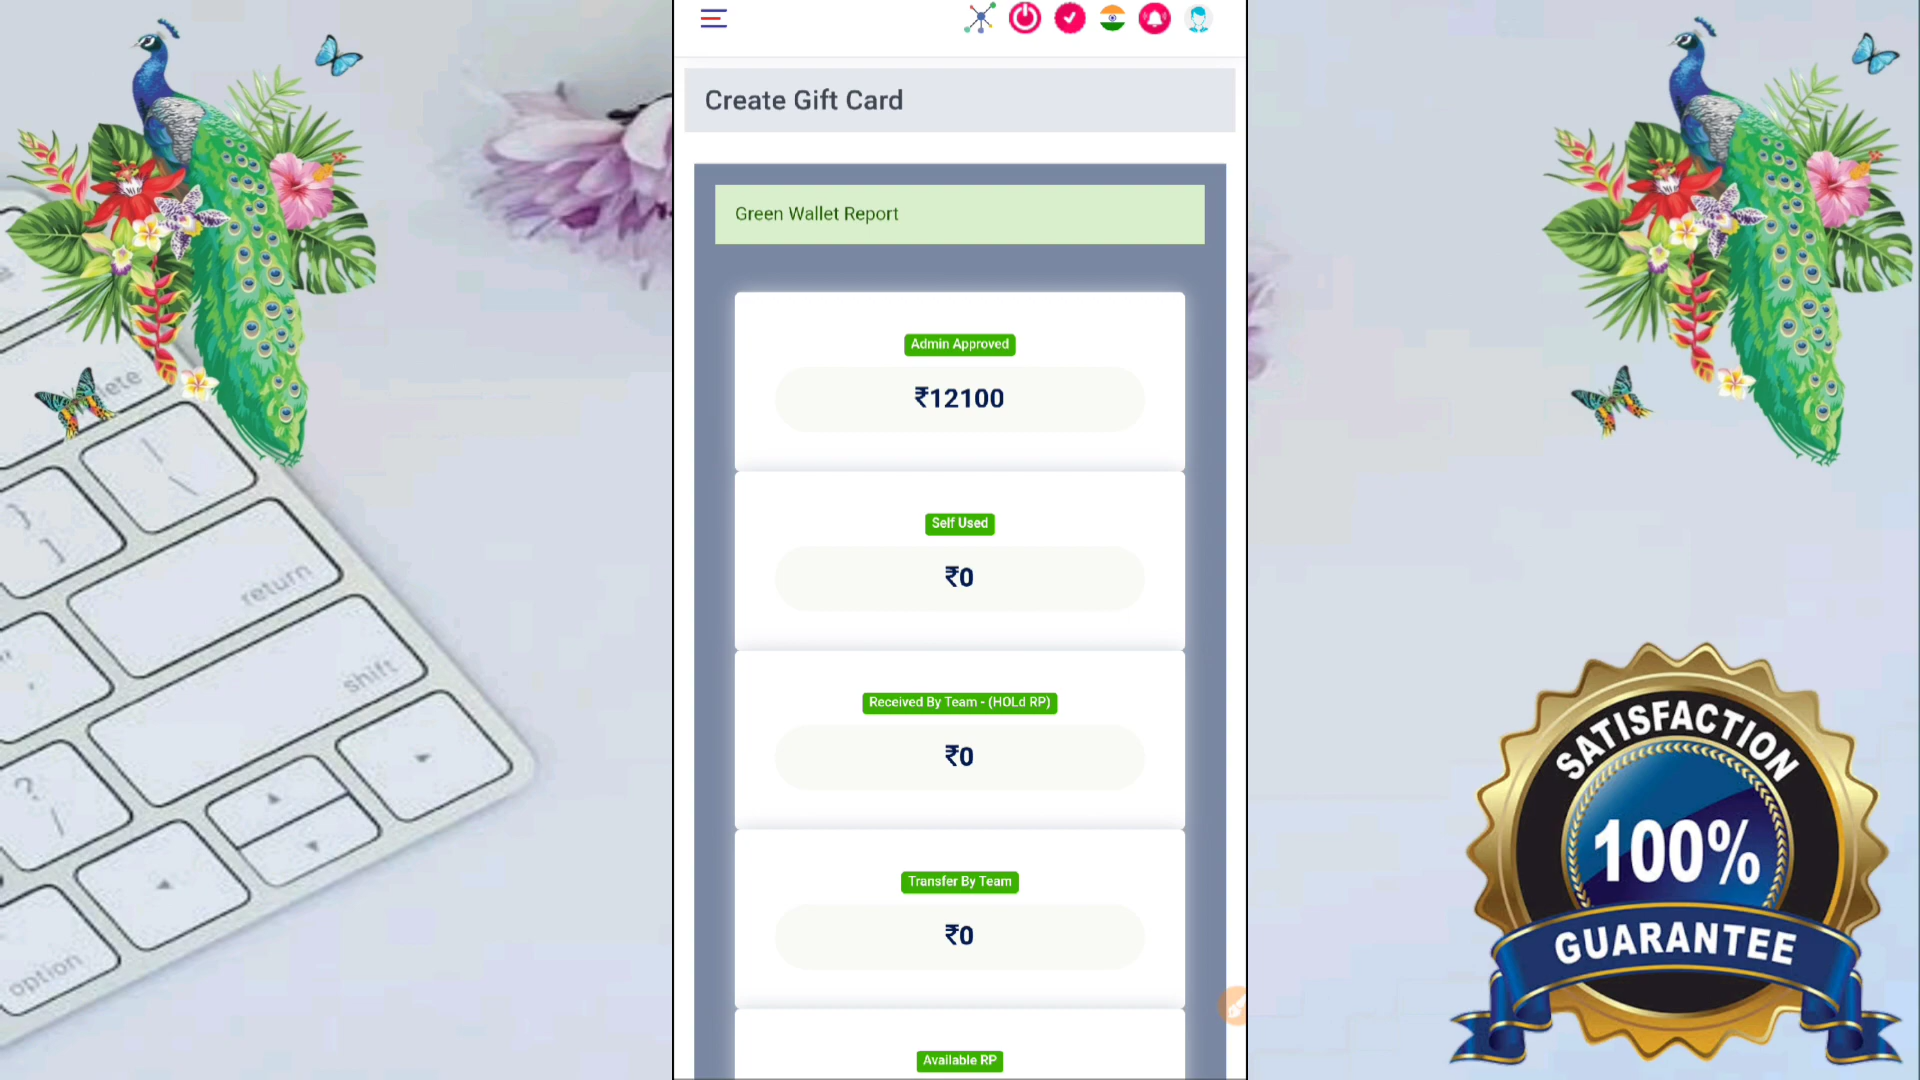 Create Gift Card
Green Wallet Report
Admin Approved
₹12100
Self Used
₹0
Received By Team - (HOLd RP)
₹0
Transfer By Team
₹0
Available RP
return
shift
option
SATISFACTION
100%
GUARANTEE